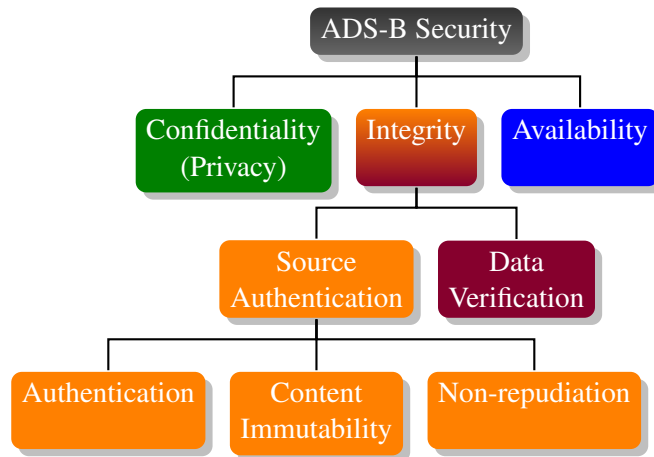 ADS-B Security
Confidentiality
(Privacy)
Integrity
Availability
Source
Authentication
Data
Verification
Authentication
Content
Immutability
Non-repudiation